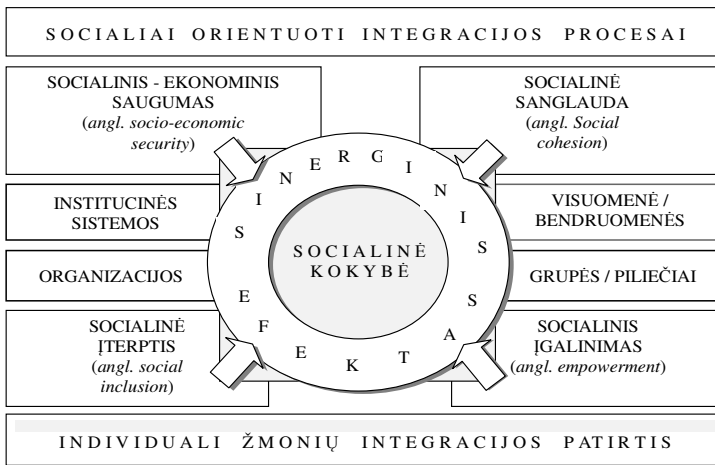 SOCIALIAI ORIENTUOTI INTEGRACIJOS PROCESAI
SOCIALINIS - EKONOMINIS
SAUGUMAS
(angl. socio-economic
security)
SOCIALINĖ
SANGLAUDA
(angl. Social
cohesion)
SINERGINIS
INSTITUCINĖS
SISTEMOS
VISUOMENĖ /
BENDRUOMENĖS
SOCIALINĖ
KOKYBĖ
ORGANIZACIJOS
GRUPĖS / PILIEČIAI
EFEKTAS
SOCIALINĖ
ĮTERPTIS
(angl. social
inclusion)
SOCIALINIS
ĮGALINIMAS
(angl. empowerment)
INDIVIDUALI ŽMONIŲ INTEGRACIJOS PATIRTIS